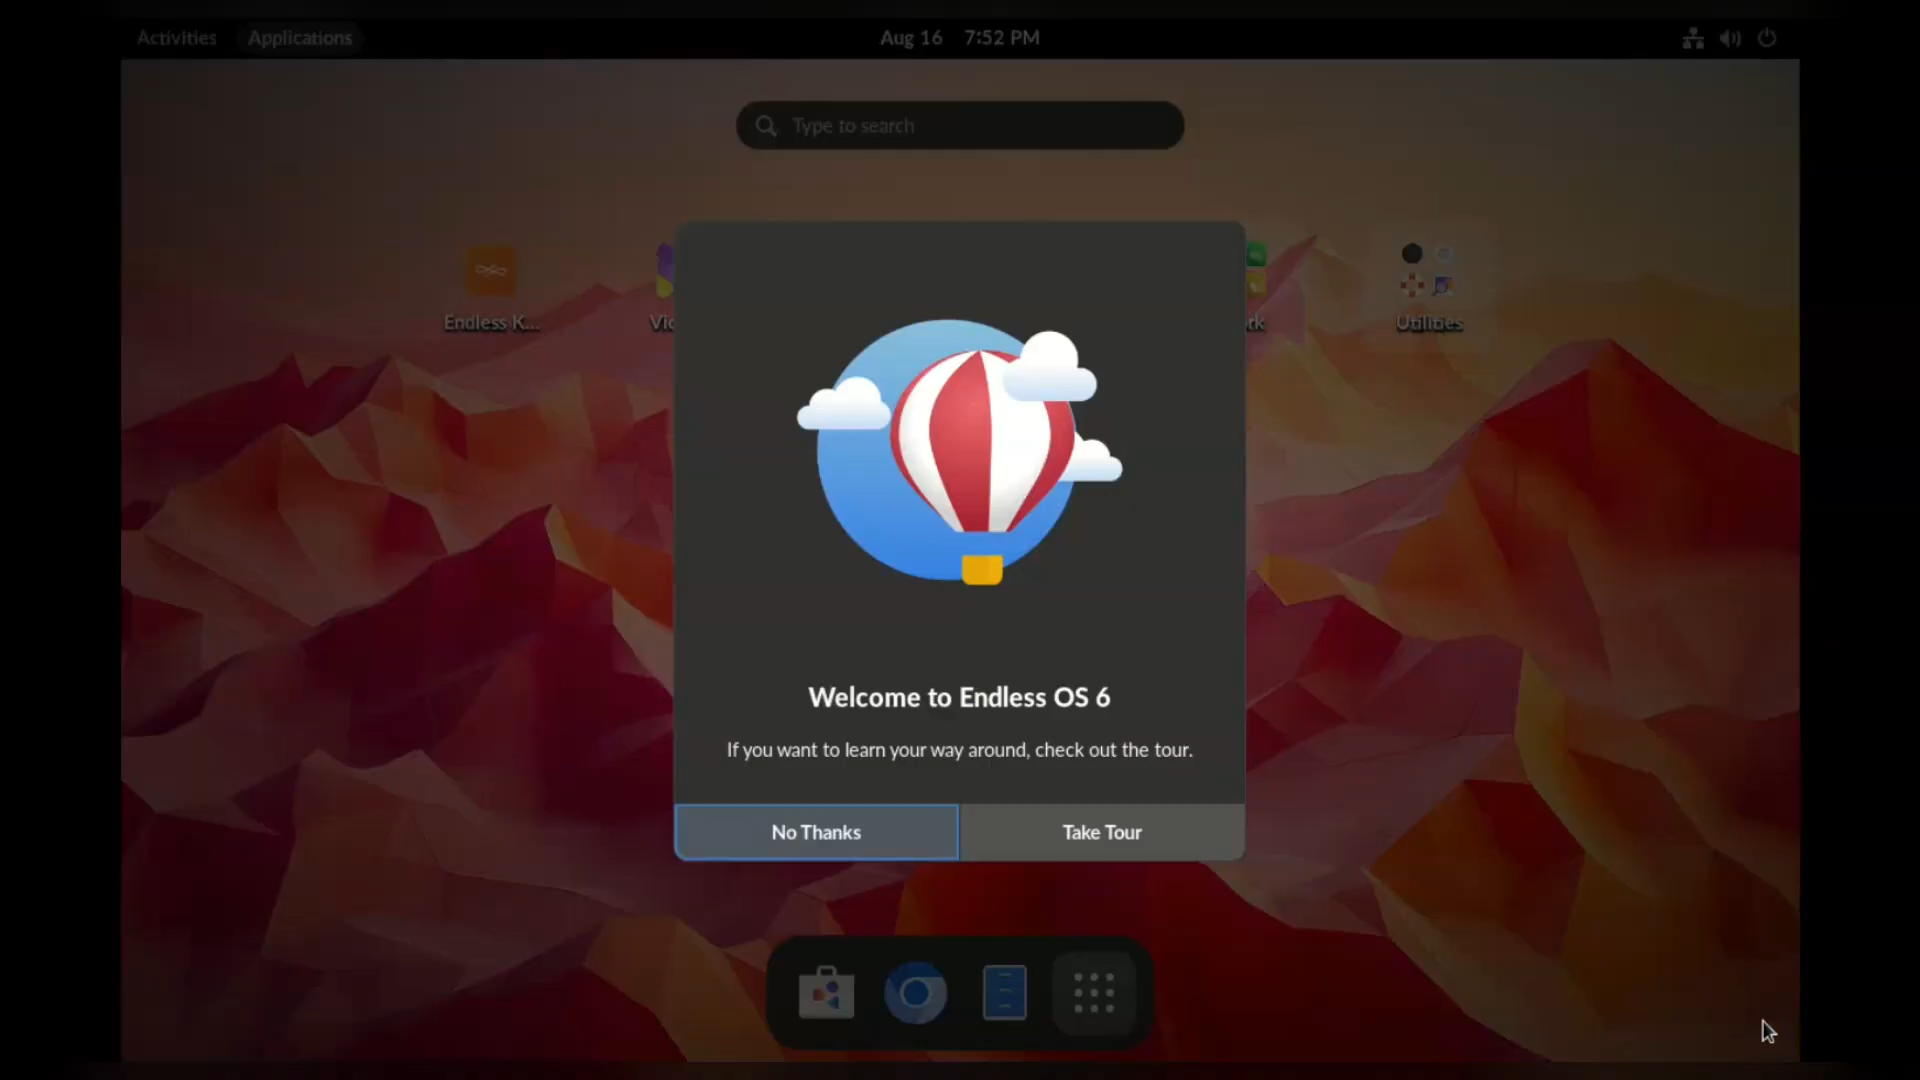 Activities Applications Aug 16 7:52 PM
Type to search
Endless K... Utilities
Welcome to Endless OS 6
If you want to learn your way around, check out the tour.
No Thanks Take Tour